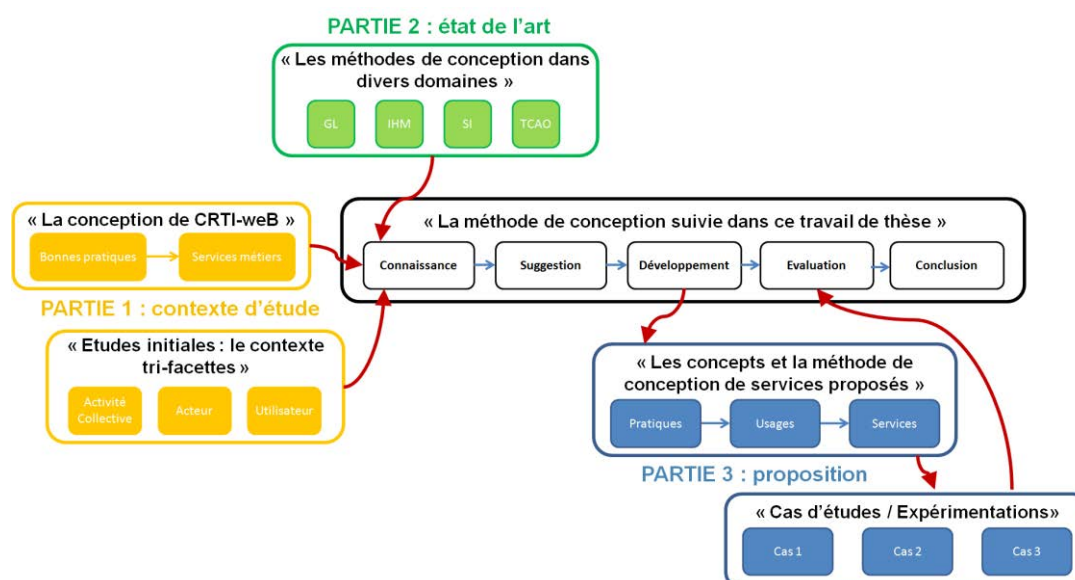 PARTIE 2 : état de l'art
« Les méthodes de conception dans
divers domaines »
GL
IHM
SI
TCAO
« La conception de CRTI-weB »
Bonnes pratiques
Services métiers
PARTIE 1 : contexte d'étude
« Etudes initiales : le contexte
tri-facettes »
Activité
Collective
Acteur
Utilisateur
« La méthode de conception suivie dans ce travail de thèse »
Connaissance
Suggestion
Développement
Evaluation
Conclusion
« Les concepts et la méthode de
conception de services proposés »
Pratiques
Usages
Services
PARTIE 3 : proposition
« Cas d'études / Expérimentations»
Cas 1
Cas 2
Cas 3